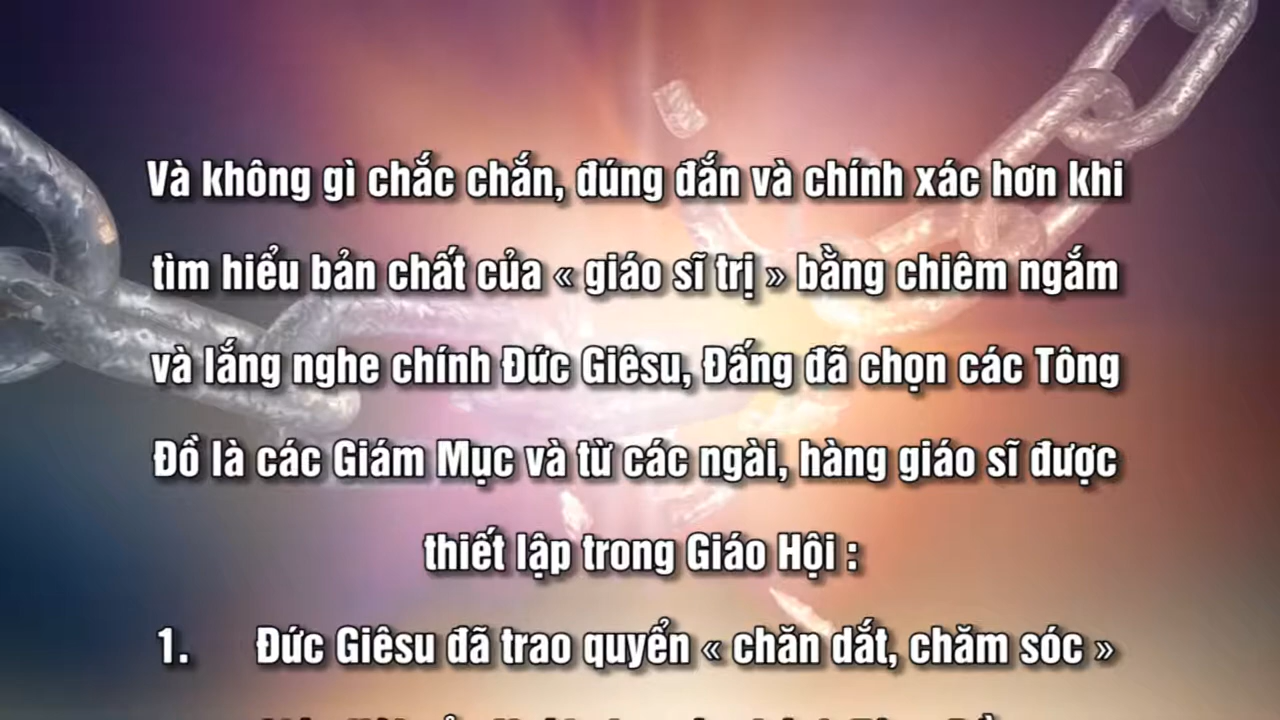 Và không gì chắc chắn, đúng đắn và chính xác hơn khi
tìm hiểu bản chất của « giáo sĩ trị » bằng chiêm ngắm
và lắng nghe chính Đức Giêsu, Đấng đã chọn các Tông
Đồ là các Giám Mục và từ các ngài, hàng giáo sĩ được
thiết lập trong Giáo Hội :
1. Đức Giêsu đã trao quyển « chăn dắt, chăm sóc »